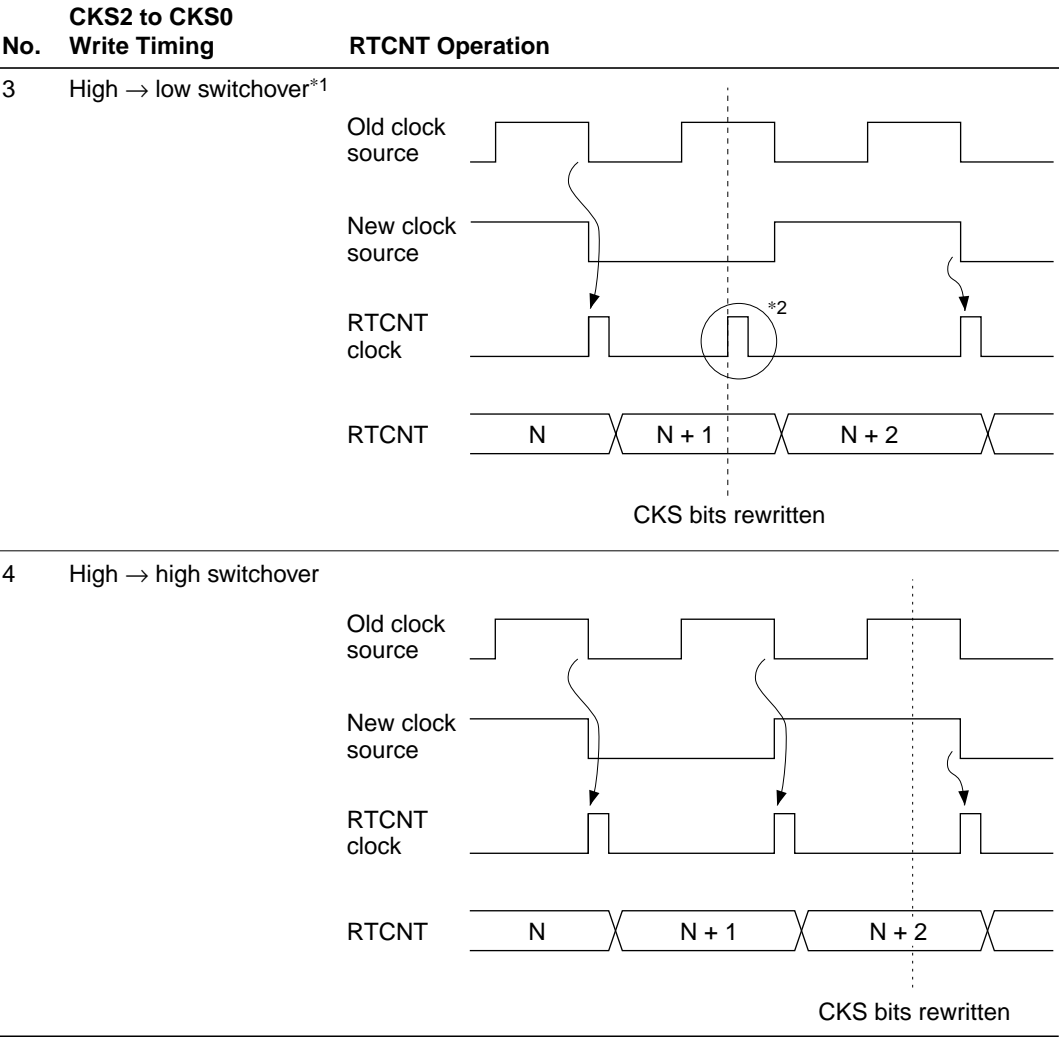 CKS2 to CKS0
No. Write Timing RTCNT Operation
3 High → low switchover*1
Old clock
source
New clock
source
*2
RTCNT
clock
RTCNT N N + 1 N + 2
CKS bits rewritten
4 High → high switchover
Old clock
source
New clock
source
RTCNT
clock
RTCNT N N + 1 N + 2
CKS bits rewritten